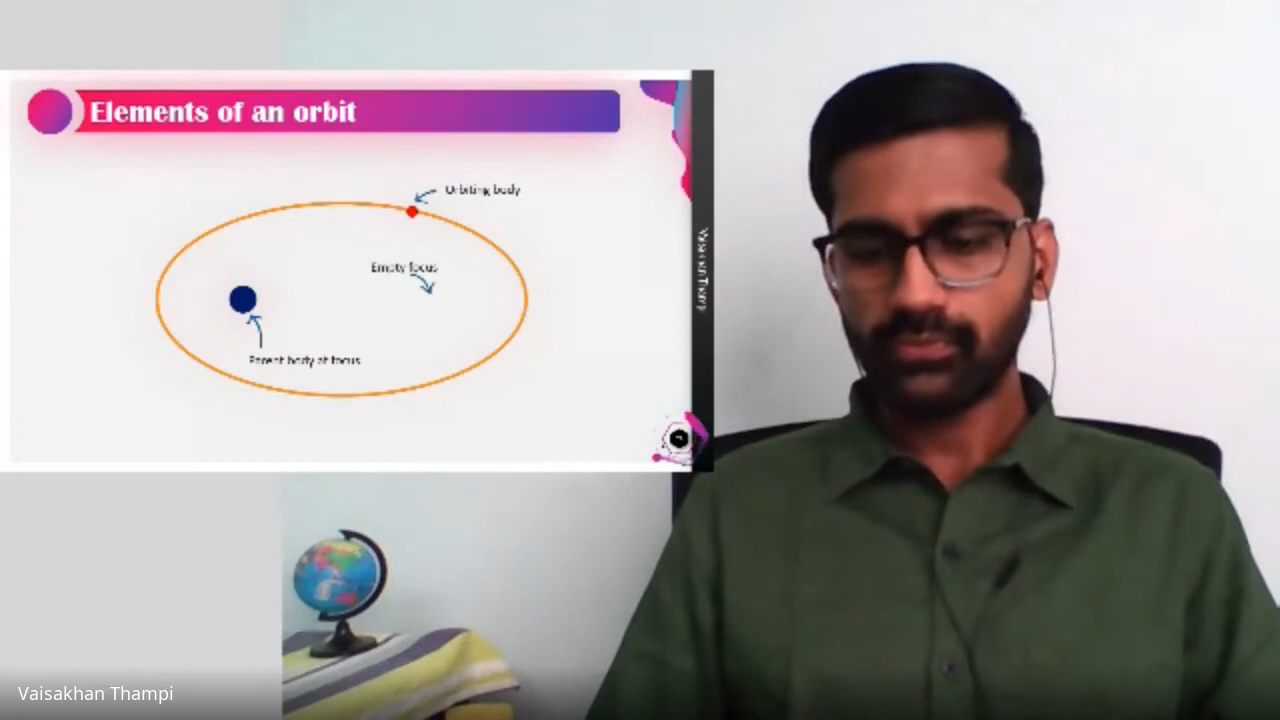 Elements of an orbit
Orbiting body
Empty focus
Parent body at focus
Vaisakhan Thampi
Vaisakhan Thampi